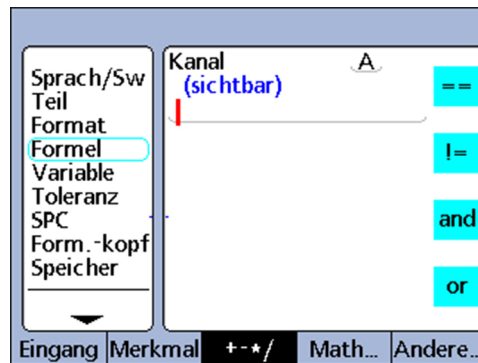 Sprach/Sw
Teil
Format
Formel
Variable
Toleranz
SPC
Form.-kopf
Speicher
Kanal A
(sichtbar)
==
!=
and
or
Eingang Merkmal +-*/ Math... Andere...